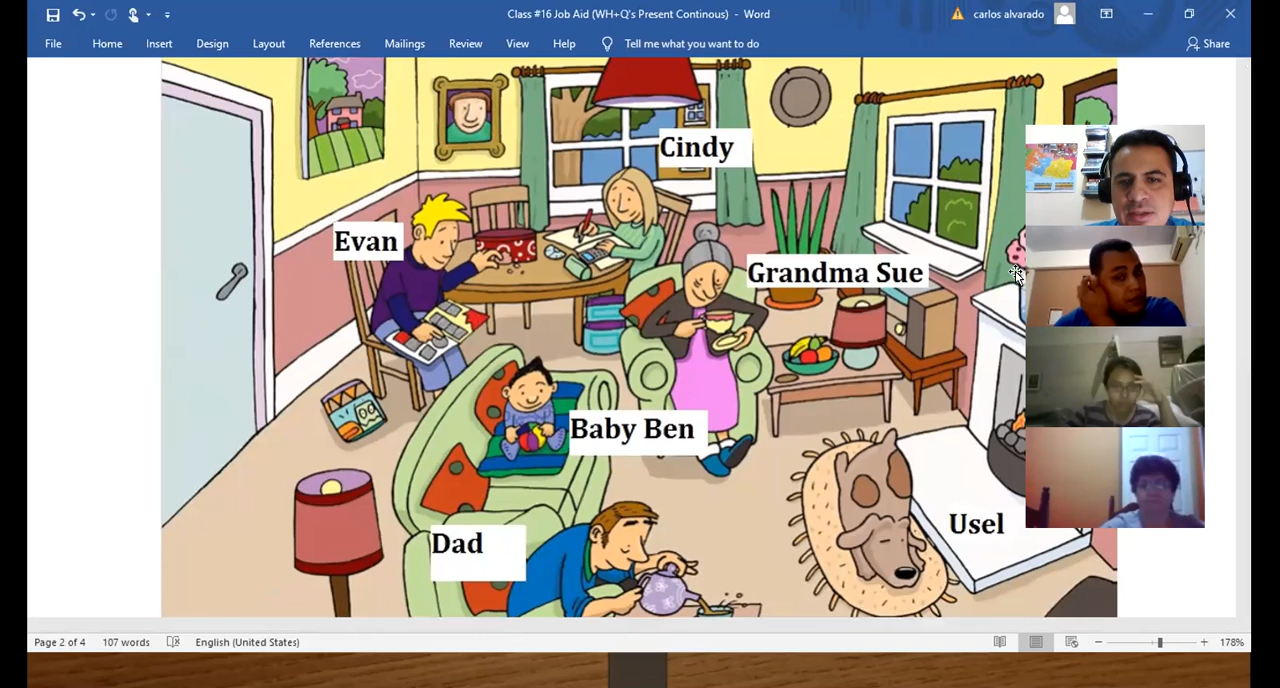 Class #16 Job Aid (WH+Q's Present Continous) - Word
carlos alvarado
File Home Insert Design Layout References Mailings Review View Help Tell me what you want to do Share
Cindy
Evan
Grandma Sue
Baby Ben
Usel
Dad
Page 2 of 4 107 words English (United States) 178%